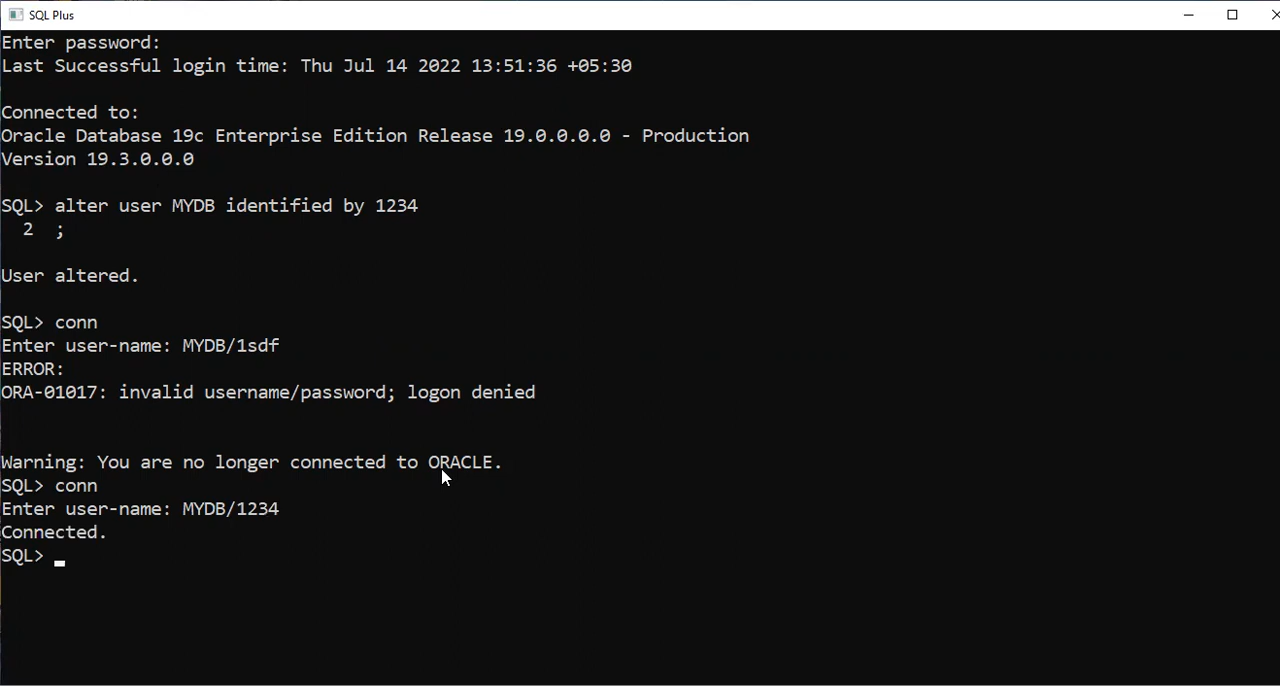 SQL Plus
Enter password:
Last Successful login time: Thu Jul 14 2022 13:51:36 +05:30
Connected to:
Oracle Database 19c Enterprise Edition Release 19.0.0.0.0 - Production
Version 19.3.0.0.0
SQL> alter user MYDB identified by 1234
2 ;
User altered.
SQL> conn
Enter user-name: MYDB/1sdf
ERROR:
ORA-01017: invalid username/password; logon denied
Warning: You are no longer connected to ORACLE.
SQL> conn
Enter user-name: MYDB/1234
Connected.
SQL>